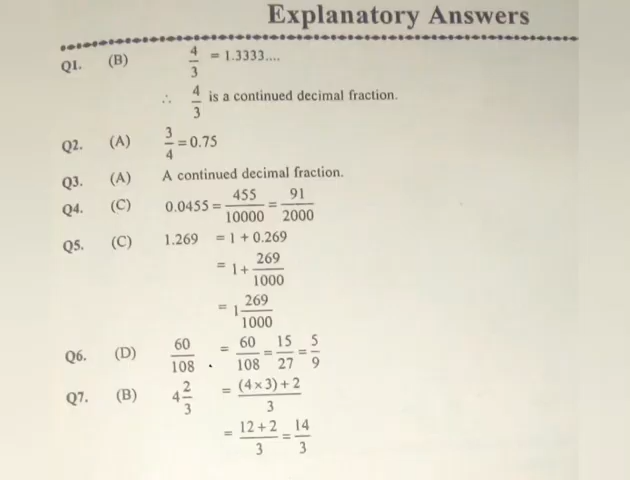 Explanatory Answers
Q1. (B) 4/3 = 1.3333....
∴ 4/3 is a continued decimal fraction.
Q2. (A) 3/4 = 0.75
Q3. (A) A continued decimal fraction.
Q4. (C) 0.0455 = 455/10000 = 91/2000
Q5. (C) 1.269 = 1 + 0.269
= 1 + 269/1000
= 1 269/1000
Q6. (D) 60/108 = 60/108 = 15/27 = 5/9
Q7. (B) 4 2/3 = (4 × 3) + 2/3
= 12 + 2/3 = 14/3